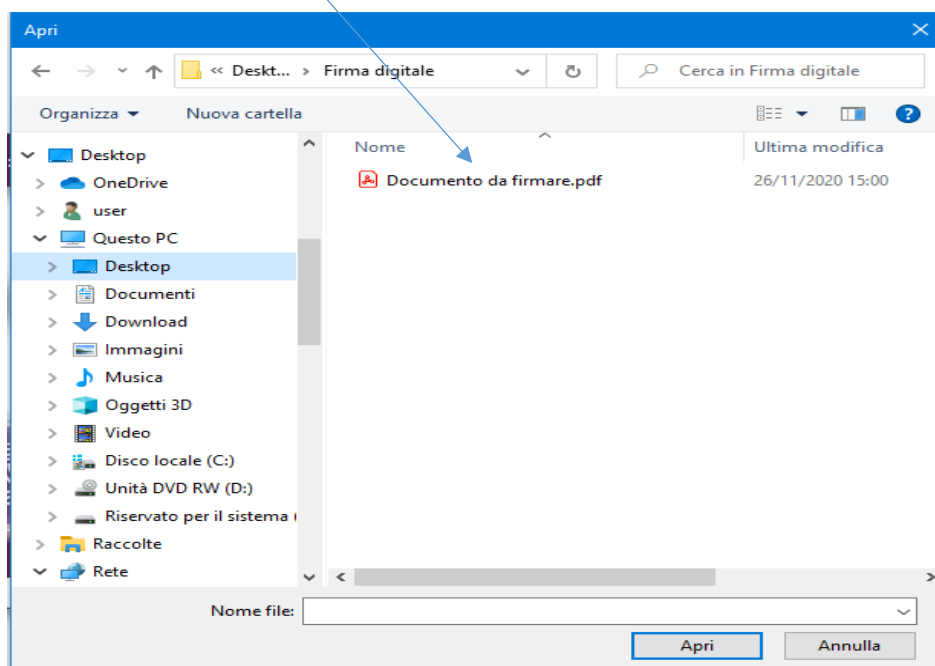 Apri
« Deskt... > Firma digitale
Cerca in Firma digitale
Organizza
Nuova cartella
Nome
Ultima modifica
Desktop
Documento da firmare.pdf
26/11/2020 15:00
OneDrive
user
Questo PC
Desktop
Documenti
Download
Immagini
Musica
Oggetti 3D
Video
Disco locale (C:)
Unità DVD RW (D:)
Riservato per il sistema (
Raccolte
Rete
Nome file:
Apri
Annulla